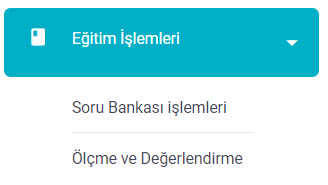 Eğitim İşlemleri
Soru Bankası işlemleri
Ölçme ve Değerlendirme